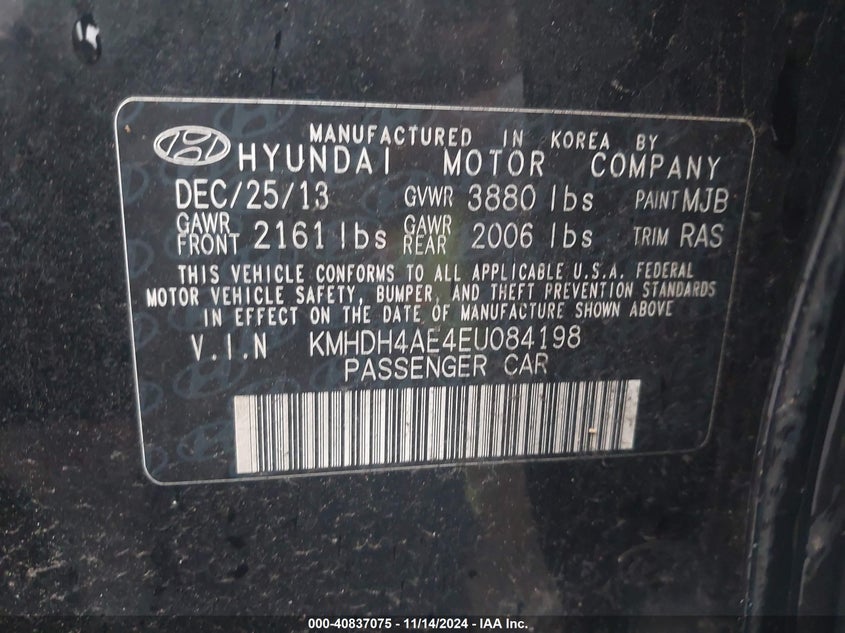 MANUFACTURED IN KOREA BY
HYUNDAI MOTOR COMPANY
DEC/25/13 GVWR 3880 lbs PAINT MJB
GAWR FRONT 2161 lbs GAWR REAR 2006 lbs TRIM RAS
THIS VEHICLE CONFORMS TO ALL APPLICABLE U.S.A. FEDERAL
MOTOR VEHICLE SAFETY, BUMPER, AND THEFT PREVENTION STANDARDS
IN EFFECT ON THE DATE OF MANUFACTURE SHOWN ABOVE
V.I.N KMHDH4AE4EU084198
PASSENGER CAR
000-40837075 - 11/14/2024 - IAA Inc.